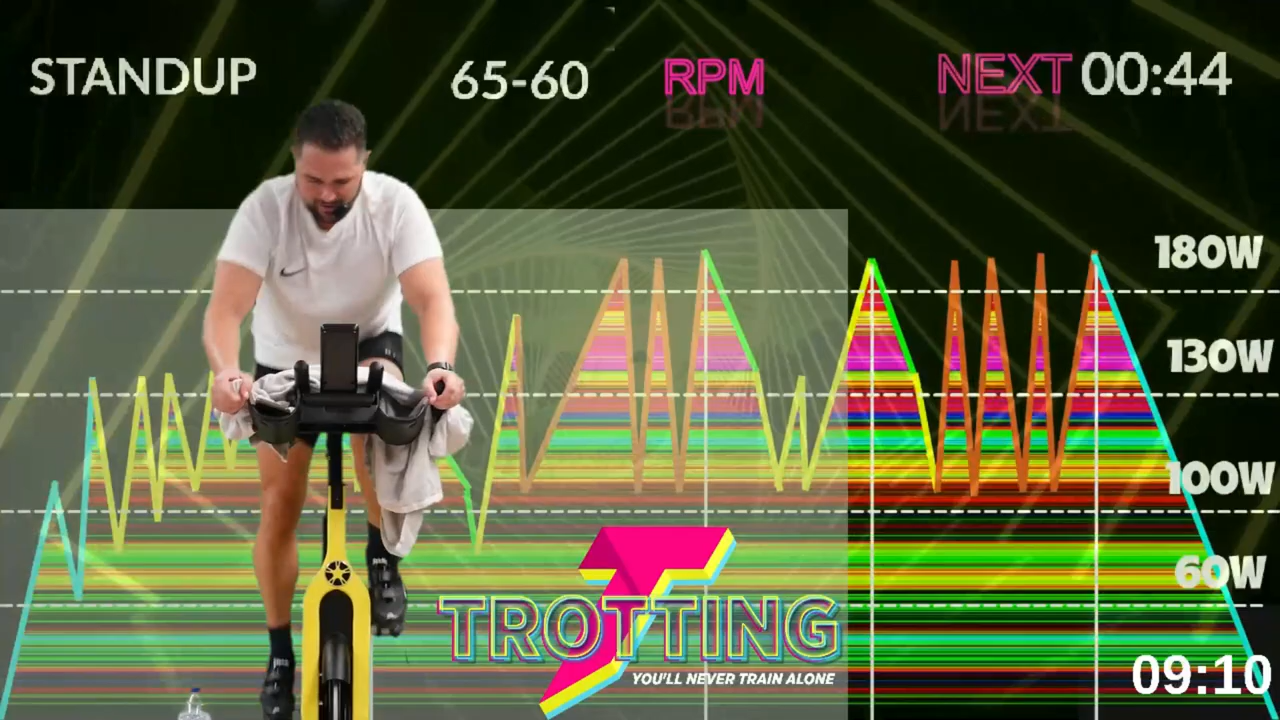 STANDUP
65-60
RPM
NEXT 00:44
180W
130W
100W
60W
TROTTING
YOU'LL NEVER TRAIN ALONE
09:10